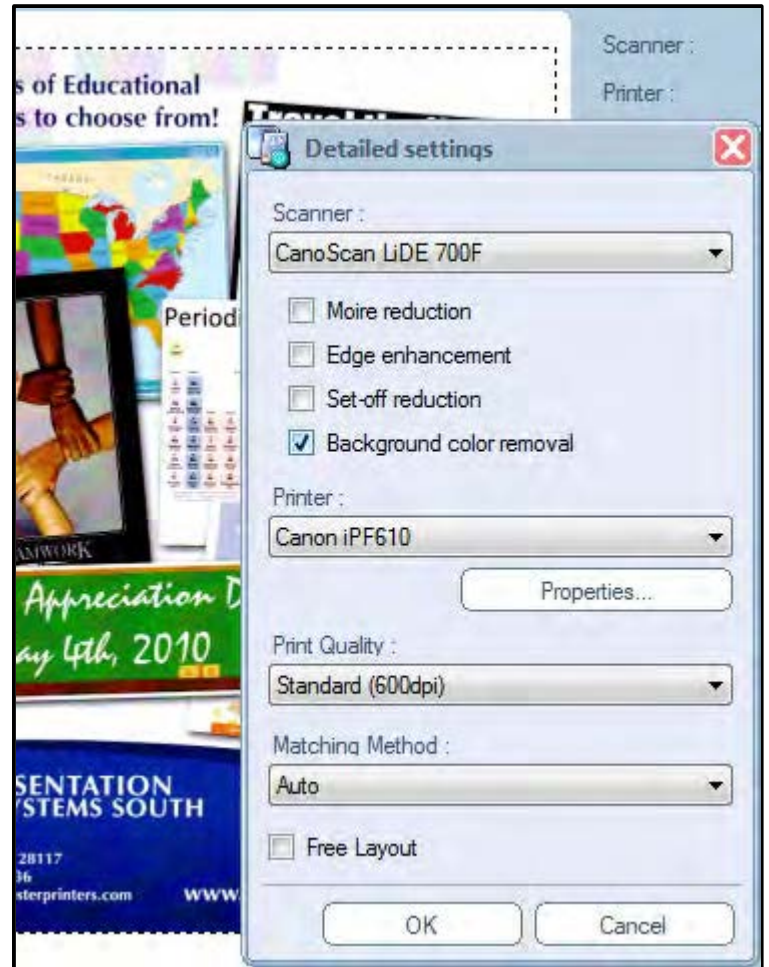 Scanner :
Printer :
s of Educational
s to choose from!
Detailed settings
Scanner :
CanoScan LiDE 700F
Moire reduction
Edge enhancement
Set-off reduction
Background color removal
Printer :
Canon iPF610
Properties...
Print Quality :
Standard (600dpi)
Matching Method :
Auto
Free Layout
OK
Cancel
Periodi
AMWORK
Appreciation D
ay 4th, 2010
SENTATION
YSTEMS SOUTH
28117
36
sterprinters.com
www.